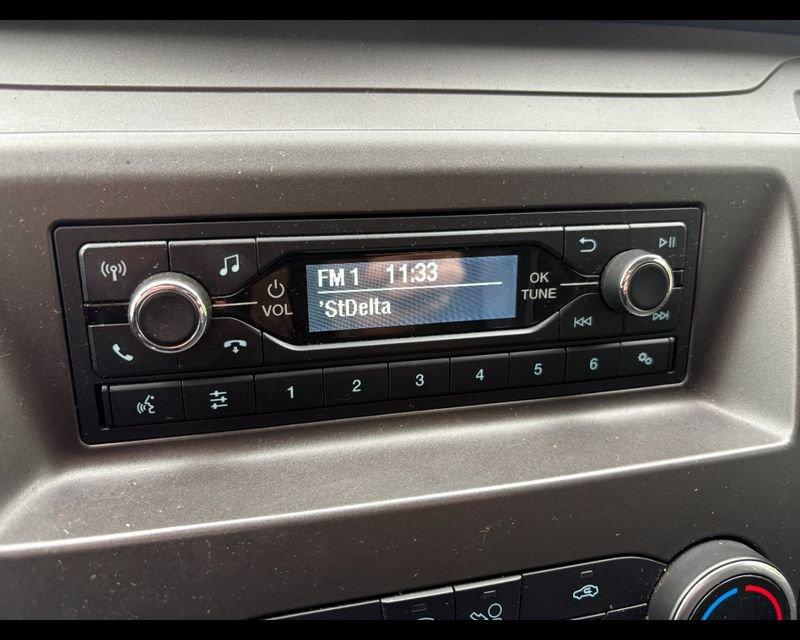 FM 1 11:33
'StDelta
VOL
OK
TUNE
1 2 3 4 5 6